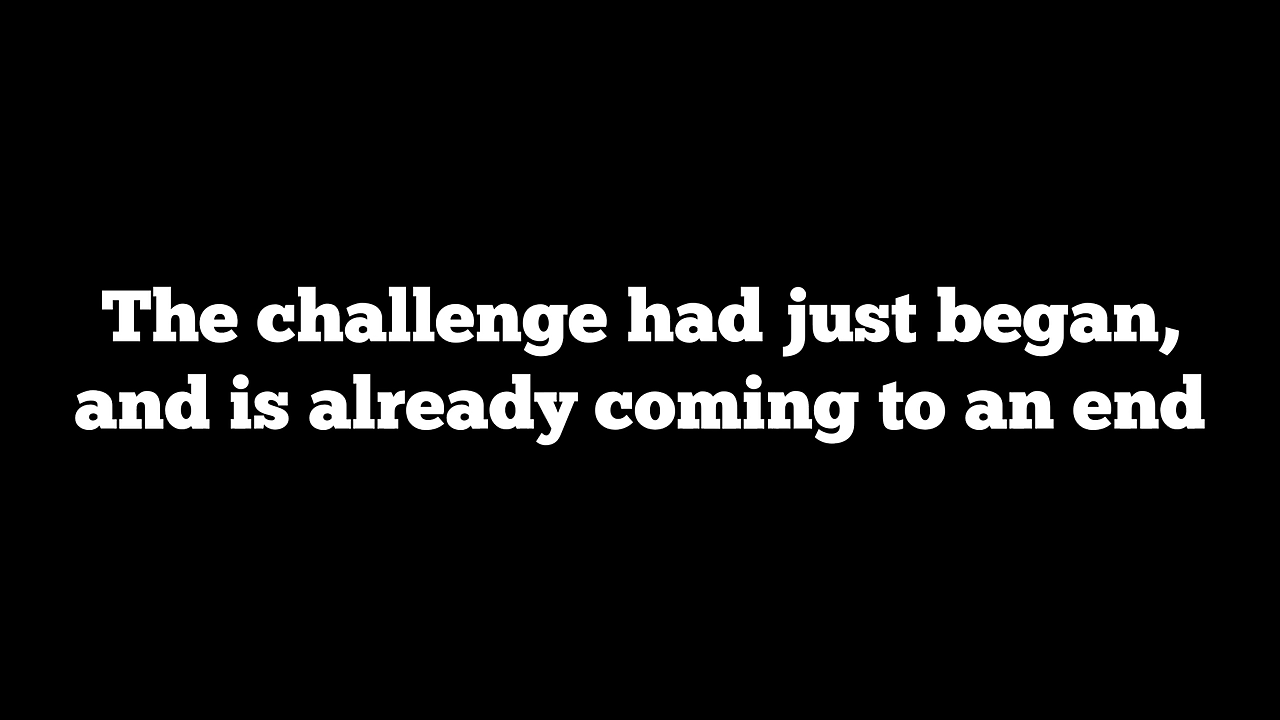 The challenge had just began,
and is already coming to an end